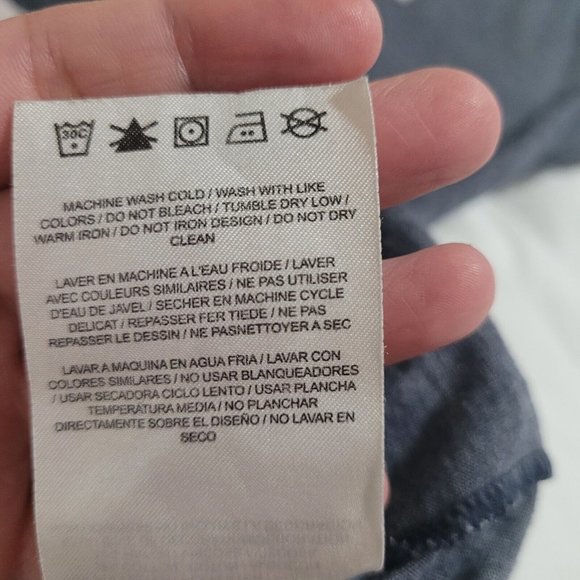 30C
MACHINE WASH COLD / WASH WITH LIKE
COLORS / DO NOT BLEACH / TUMBLE DRY LOW /
WARM IRON / DO NOT IRON DESIGN / DO NOT DRY
CLEAN
LAVER EN MACHINE A L'EAU FROIDE / LAVER
AVEC COULEURS SIMILAIRES / NE PAS UTILISER
D'EAU DE JAVEL / SECHER EN MACHINE CYCLE
DELICAT / REPASSER FER TIEDE / NE PAS
REPASSER LE DESSIN / NE PASNETTOYER A SEC
LAVAR A MAQUINA EN AGUA FRIA / LAVAR CON
COLORES SIMILARES / NO USAR BLANQUEADORES
/ USAR SECADORA CICLO LENTO / USAR PLANCHA
TEMPERATURA MEDIA / NO PLANCHAR
DIRECTAMENTE SOBRE EL DISEÑO / NO LAVAR EN
SECO